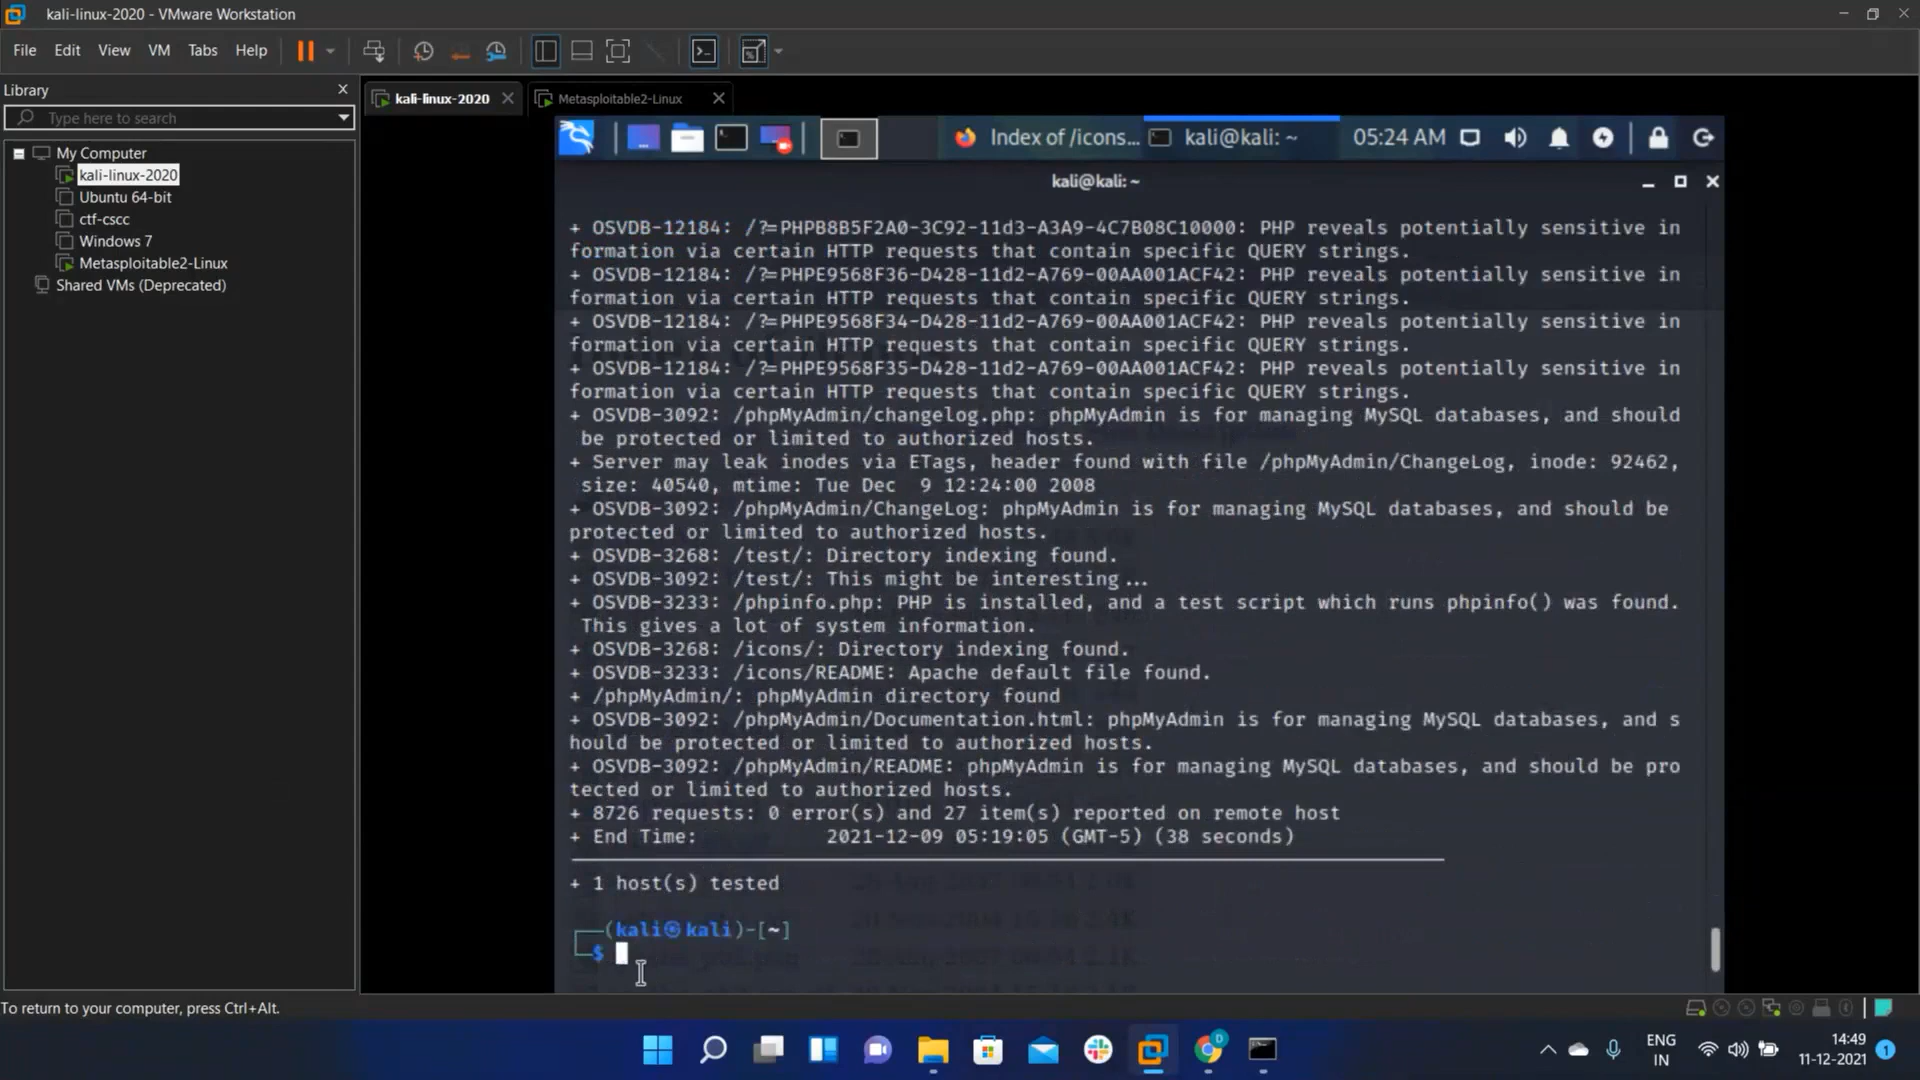 kali-linux-2020 - VMware Workstation
File Edit View VM Tabs Help
Library
Type here to search
My Computer
kali-linux-2020
Ubuntu 64-bit
ctf-cscc
Windows 7
Metasploitable2-Linux
Shared VMs (Deprecated)
kali-linux-2020 Metasploitable2-Linux
Index of /icons... kali@kali: ~ 05:24 AM
kali@kali: ~
+ OSVDB-12184: /?=PHPB8B5F2A0-3C92-11d3-A3A9-4C7B08C10000: PHP reveals potentially sensitive in
formation via certain HTTP requests that contain specific QUERY strings.
+ OSVDB-12184: /?=PHPE9568F36-D428-11d2-A769-00AA001ACF42: PHP reveals potentially sensitive in
formation via certain HTTP requests that contain specific QUERY strings.
+ OSVDB-12184: /?=PHPE9568F34-D428-11d2-A769-00AA001ACF42: PHP reveals potentially sensitive in
formation via certain HTTP requests that contain specific QUERY strings.
+ OSVDB-12184: /?=PHPE9568F35-D428-11d2-A769-00AA001ACF42: PHP reveals potentially sensitive in
formation via certain HTTP requests that contain specific QUERY strings.
+ OSVDB-3092: /phpMyAdmin/changelog.php: phpMyAdmin is for managing MySQL databases, and should
be protected or limited to authorized hosts.
+ Server may leak inodes via ETags, header found with file /phpMyAdmin/ChangeLog, inode: 92462,
size: 40540, mtime: Tue Dec  9 12:24:00 2008
+ OSVDB-3092: /phpMyAdmin/ChangeLog: phpMyAdmin is for managing MySQL databases, and should be
protected or limited to authorized hosts.
+ OSVDB-3268: /test/: Directory indexing found.
+ OSVDB-3092: /test/: This might be interesting...
+ OSVDB-3233: /phpinfo.php: PHP is installed, and a test script which runs phpinfo() was found.
This gives a lot of system information.
+ OSVDB-3268: /icons/: Directory indexing found.
+ OSVDB-3233: /icons/README: Apache default file found.
+ /phpMyAdmin/: phpMyAdmin directory found
+ OSVDB-3092: /phpMyAdmin/Documentation.html: phpMyAdmin is for managing MySQL databases, and s
hould be protected or limited to authorized hosts.
+ OSVDB-3092: /phpMyAdmin/README: phpMyAdmin is for managing MySQL databases, and should be pro
tected or limited to authorized hosts.
+ 8726 requests: 0 error(s) and 27 item(s) reported on remote host
+ End Time: 2021-12-09 05:19:05 (GMT-5) (38 seconds)
+ 1 host(s) tested
(kali㉿kali)-[~]
$
To return to your computer, press Ctrl+Alt.
ENG
IN
14:49
11-12-2021
1